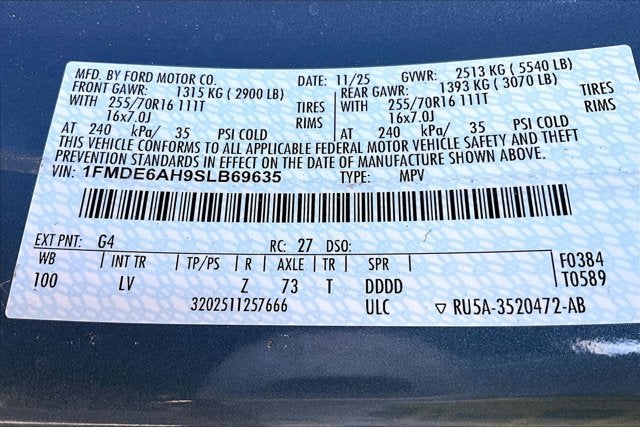 MFD. BY FORD MOTOR CO. DATE: 11/25 GVWR: 2513 KG ( 5540 LB)
FRONT GAWR: 1315 KG ( 2900 LB) REAR GAWR: 1393 KG ( 3070 LB)
WITH 255/70R16 111T TIRES WITH 255/70R16 111T TIRES
16x7.0J RIMS 16x7.0J RIMS
AT 240 kPa/ 35 PSI COLD AT 240 kPa/ 35 PSI COLD
THIS VEHICLE CONFORMS TO ALL APPLICABLE FEDERAL MOTOR VEHICLE SAFETY AND THEFT
PREVENTION STANDARDS IN EFFECT ON THE DATE OF MANUFACTURE SHOWN ABOVE.
VIN: 1FMDE6AH9SLB69635 TYPE: MPV
EXT PNT: G4 RC: 27 DSO:
WB INT TR TP/PS R AXLE TR SPR F0384
100 LV Z 73 T DDDD T0589
3202511257666 ULC ▽ RU5A-3520472-AB